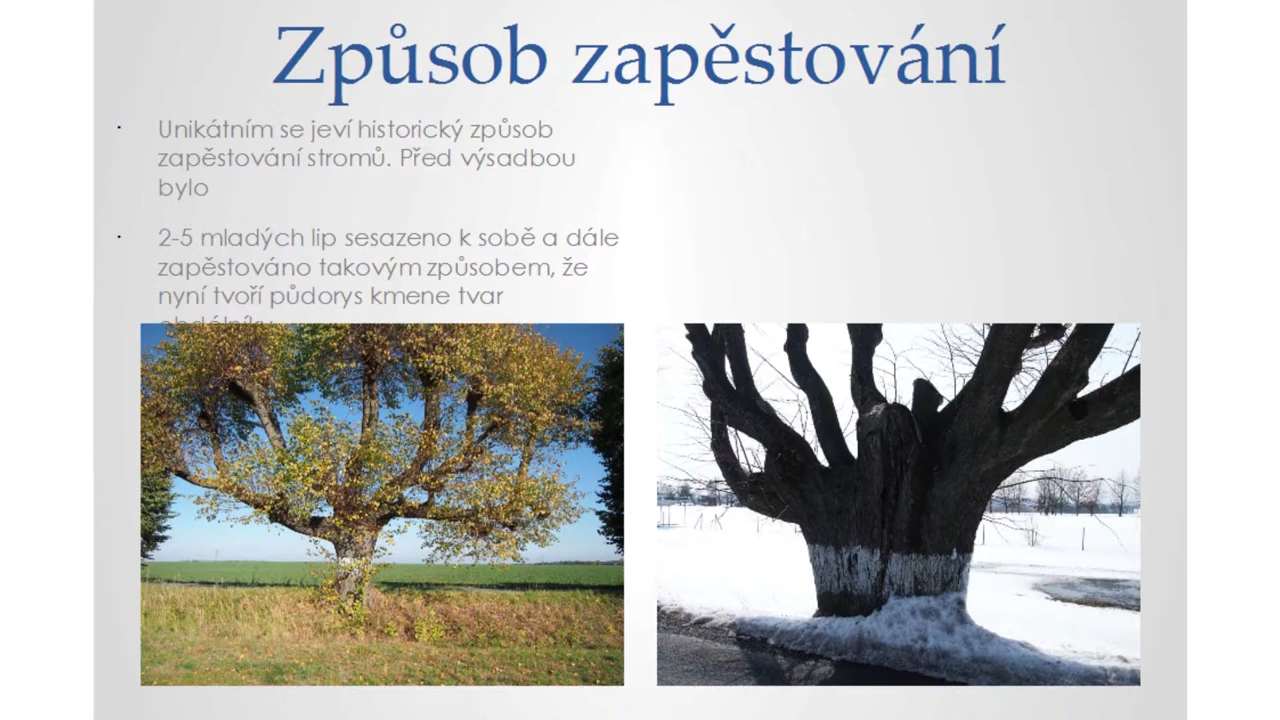 Způsob zapěstování
Unikátním se jeví historický způsob
zapěstování stromů. Před výsadbou
bylo
2-5 mladých lip sesazeno k sobě a dále
zapěstováno takovým způsobem, že
nyní tvoří půdorys kmene tvar